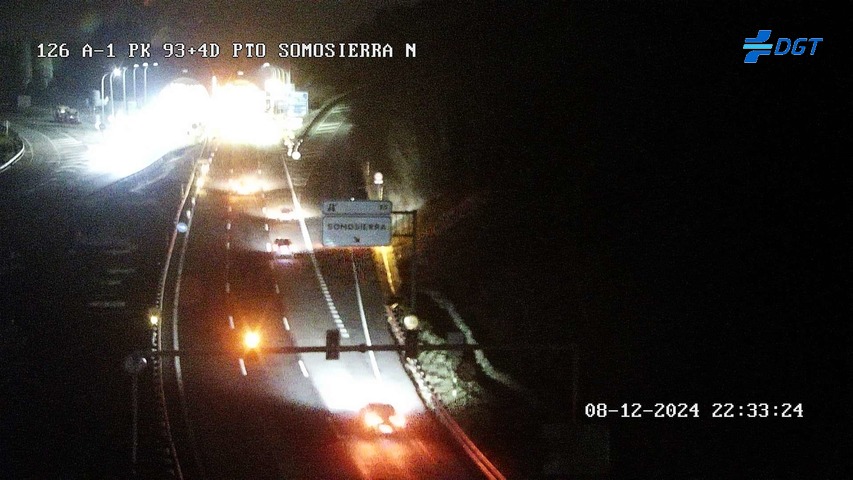 126 A-1 PK 93+4D PTO SOMOSIERRA N
DGT
SOMOSIERRA
08-12-2024 22:33:24